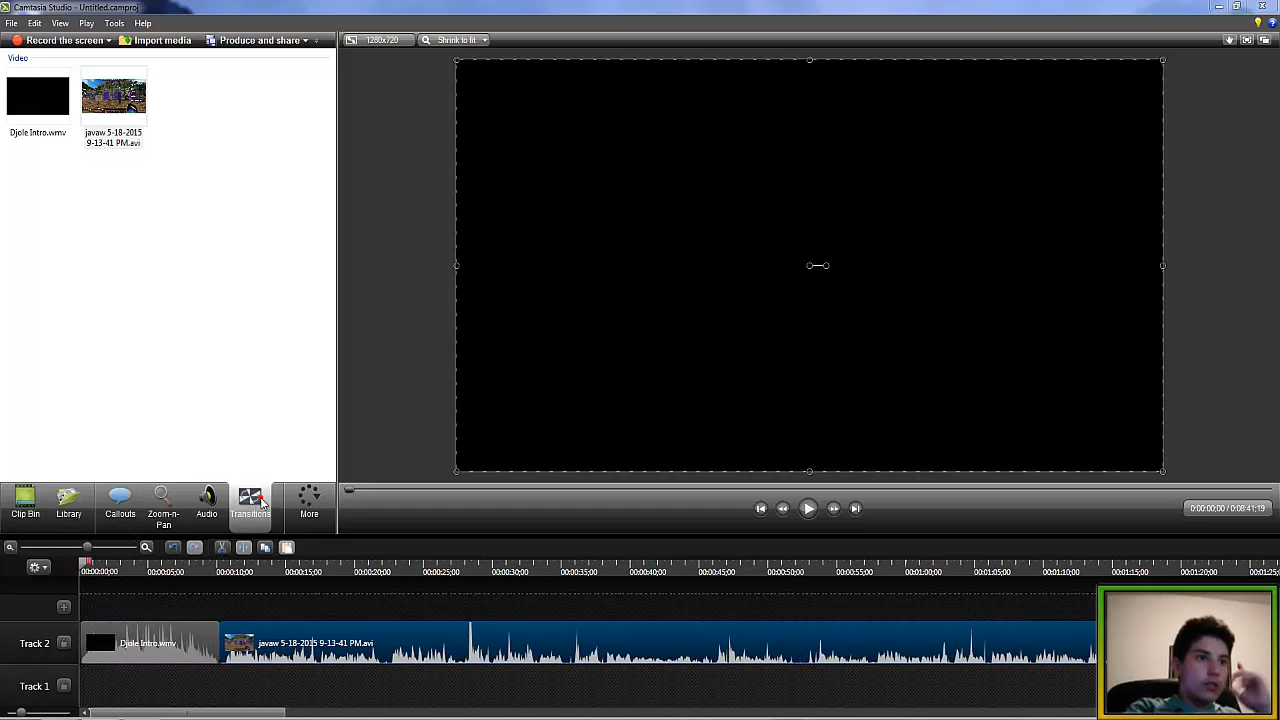 Camtasia Studio - Untitled.camproj
File Edit View Play Tools Help
Record the screen Import media Produce and share
1280x720 Shrink to fit
Video
Djole Intro.wmv
javaw 5-18-2015
9-13-41 PM.avi
Clip Bin Library Callouts Zoom-n-
Pan Audio Transitions More
0:00:00;00 / 0:08:41;19
00:00:00;00 00:00:05;00 00:00:10;00 00:00:15;00 00:00:20;00 00:00:25;00 00:00:30;00 00:00:35;00 00:00:40;00 00:00:45;00 00:00:50;00 00:00:55;00 00:01:00;00 00:01:05;00 00:01:10;00 00:01:15;00 00:01:20;00 00:01:25;
Track 2 Djole Intro.wmv javaw 5-18-2015 9-13-41 PM.avi
Track 1